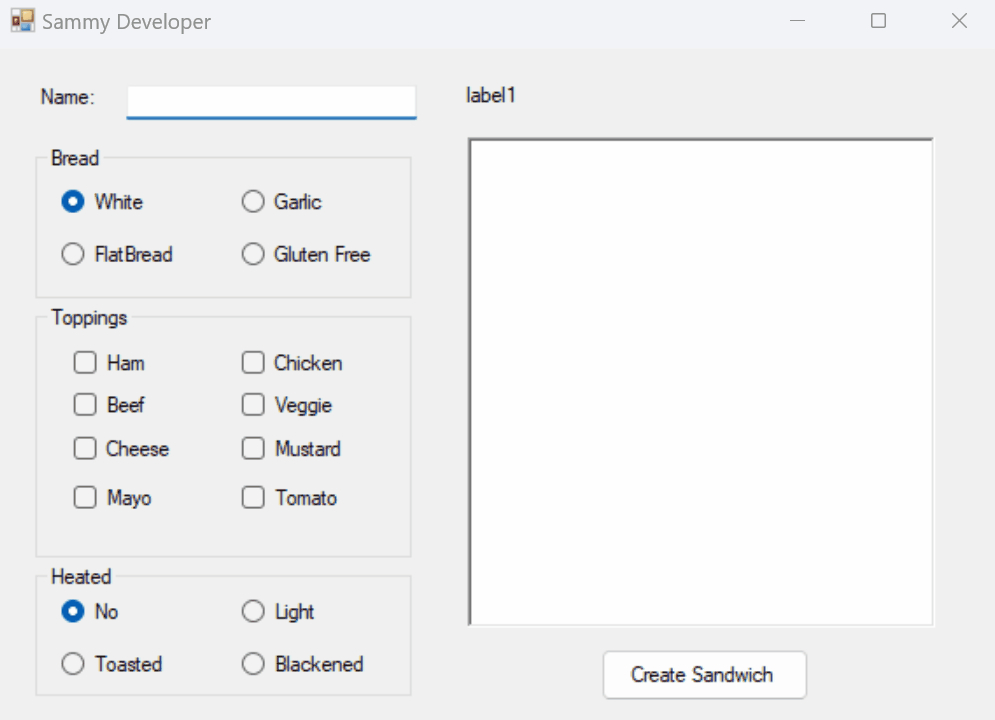 Sammy Developer
Name:
label1
Bread
White Garlic
FlatBread Gluten Free
Toppings
Ham Chicken
Beef Veggie
Cheese Mustard
Mayo Tomato
Heated
No Light
Toasted Blackened
Create Sandwich